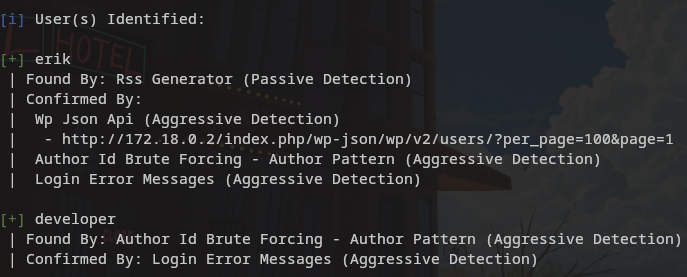 [i] User(s) Identified:
[+] erik
| Found By: Rss Generator (Passive Detection)
| Confirmed By:
|  Wp Json Api (Aggressive Detection)
|   - http://172.18.0.2/index.php/wp-json/wp/v2/users/?per_page=100&page=1
|  Author Id Brute Forcing - Author Pattern (Aggressive Detection)
|  Login Error Messages (Aggressive Detection)
[+] developer
| Found By: Author Id Brute Forcing - Author Pattern (Aggressive Detection)
| Confirmed By: Login Error Messages (Aggressive Detection)
HOTEL